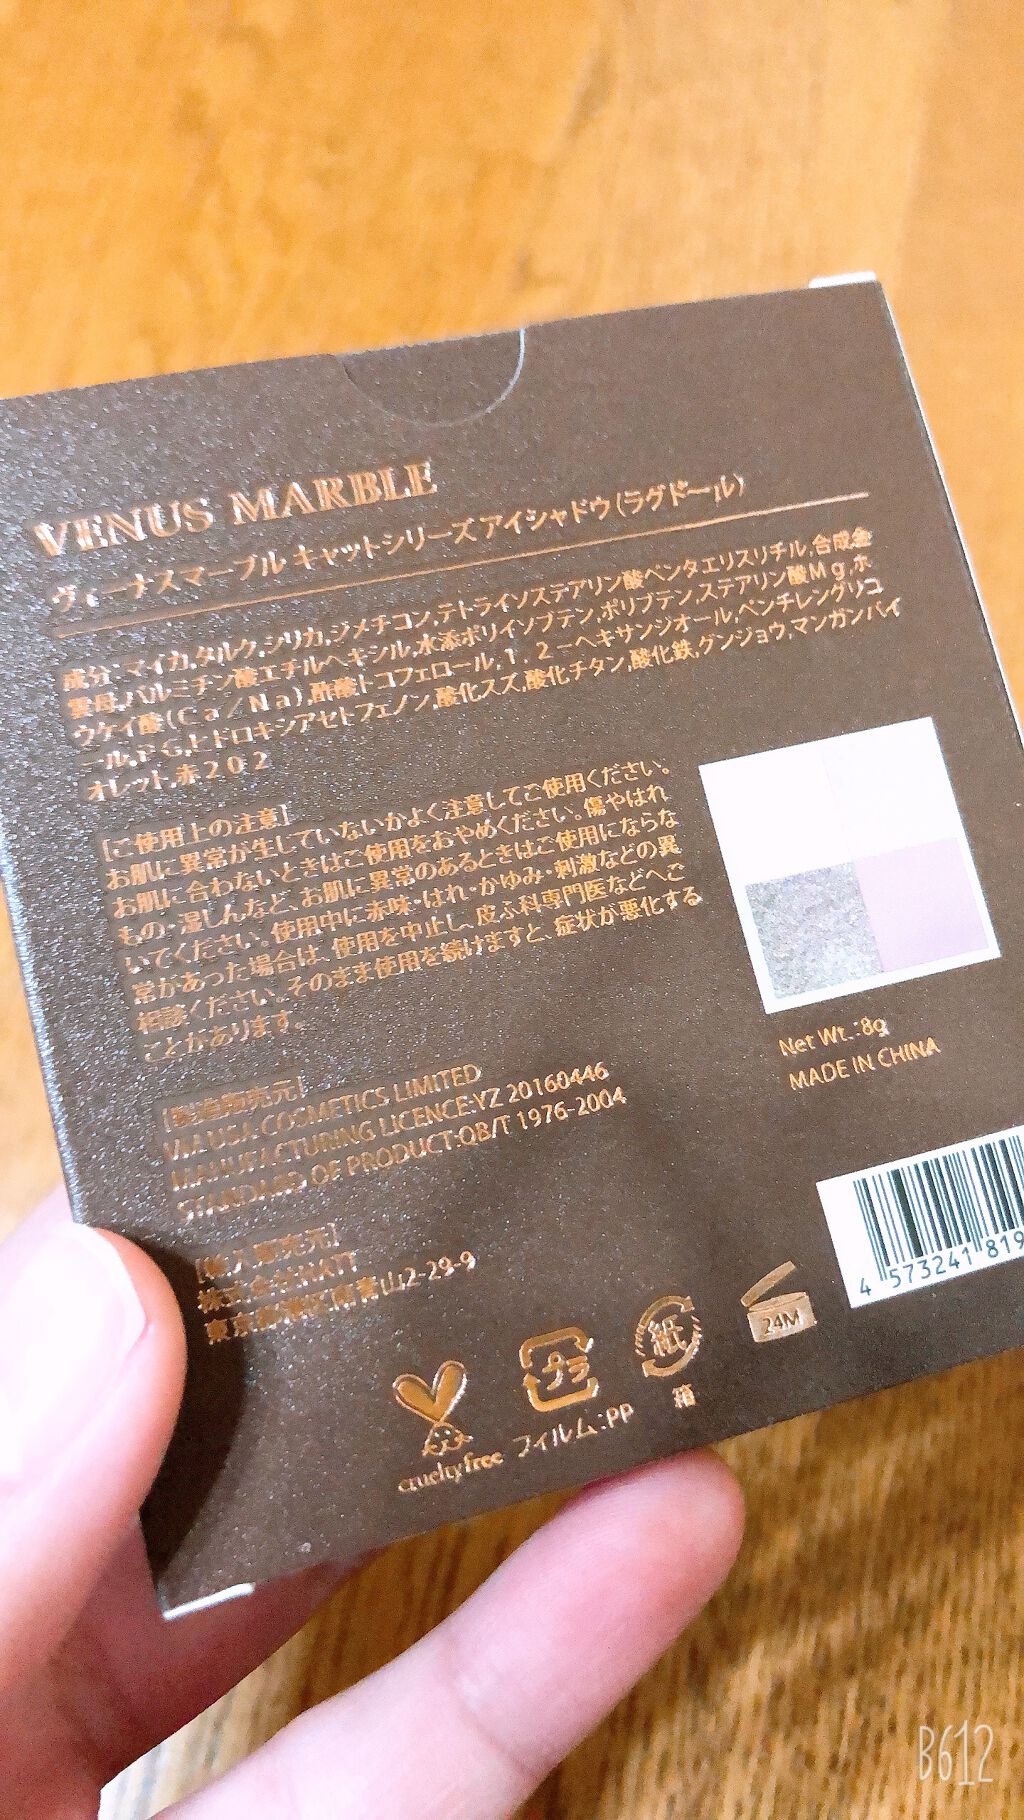 VENUS MARBLE
ヴィーナスマーブル キャットシリーズアイシャドウ(ラグドール)
成分:マイカ,タルク,シリカ,ジメチコン,テトライソステアリン酸ペンタエリスリチル,合成金
雲母,パルミチン酸エチルヘキシル,水添ポリイソブテン,ポリブテン,ステアリン酸Mg,ホ
ウケイ酸(Ca/Na),酢酸トコフェロール,1,2-ヘキサンジオール,ペンチレングリコ
ール,PG,ヒドロキシアセトフェノン,酸化スズ,酸化チタン,酸化鉄,グンジョウ,マンガンバイ
オレット,赤202
[ご使用上の注意]
お肌に異常が生していないかよく注意してご使用ください。
お肌に合わないときはご使用をおやめください。傷やはれ
もの・湿しんなど、お肌に異常のあるときはご使用にならな
いてください。使用中に赤味・はれ・かゆみ・刺激などの異
常があった場合は、使用を中止し、皮ふ科専門医などへご
相談ください。そのまま使用を続けますと、症状が悪化する
ことがあります。
Net Wt.:8g
MADE IN CHINA
[製造販売元]
COSMETICS LIMITED
MANUFACTURING LICENCE:YZ 20160446
STANDARD OF PRODUCT:QB/T 1976-2004
[輸入販売元]
株式会社HATT
東京都港区南青山2-29-9
4 573241 819
24M
紙
箱
プラ
フィルム:PP
crueltyfree
B612